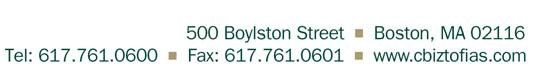 500 Boylston Street ■ Boston, MA 02116
Tel: 617.761.0600 ■ Fax: 617.761.0601 ■ www.cbiztofias.com